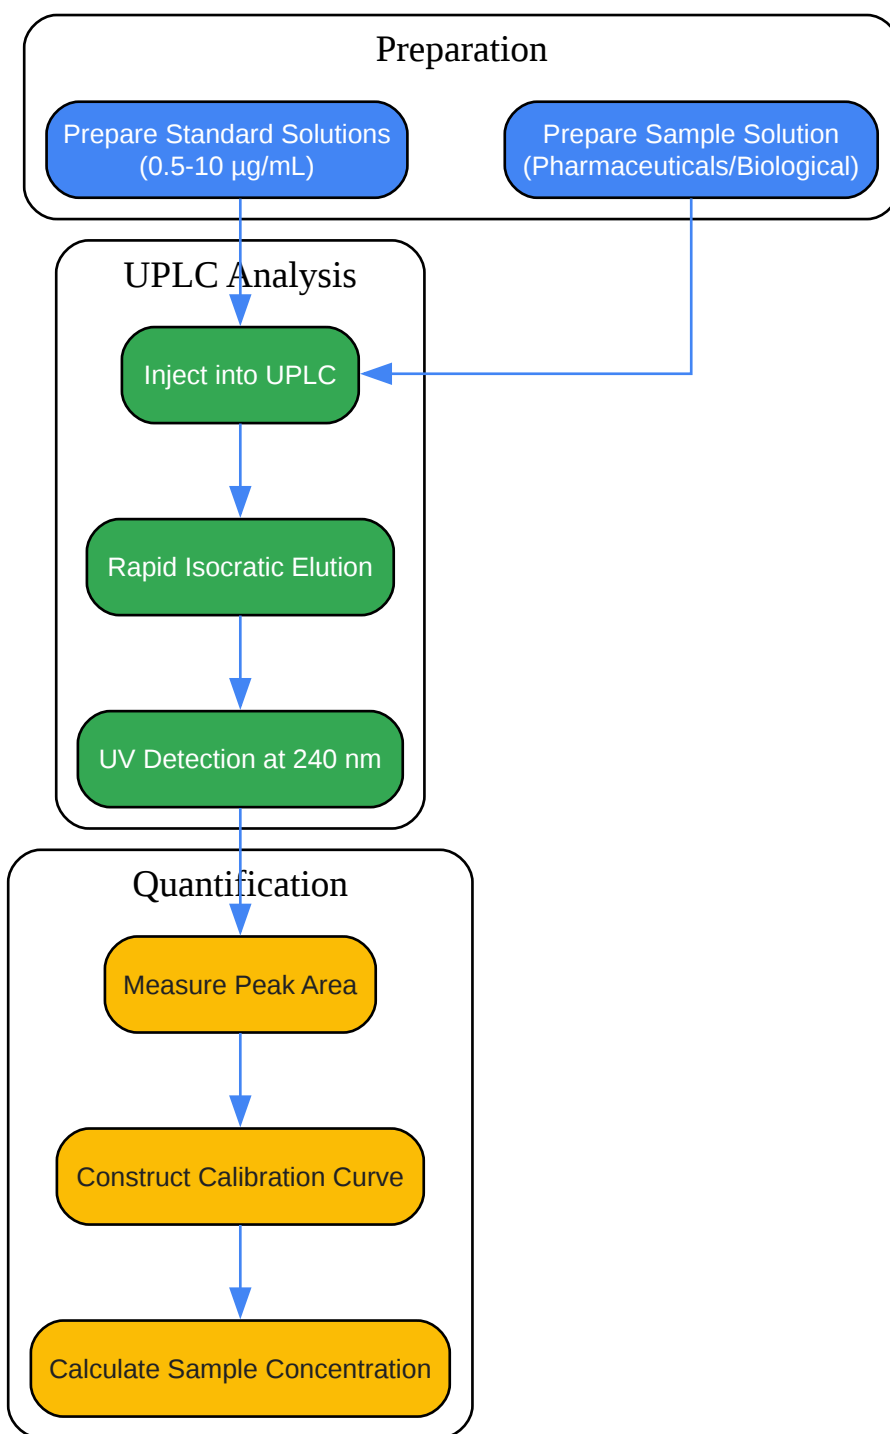 Preparation
Prepare Standard Solutions
(0.5-10 µg/mL)
Prepare Sample Solution
(Pharmaceuticals/Biological)
UPLC Analysis
Inject into UPLC
Rapid Isocratic Elution
UV Detection at 240 nm
Quantification
Measure Peak Area
Construct Calibration Curve
Calculate Sample Concentration